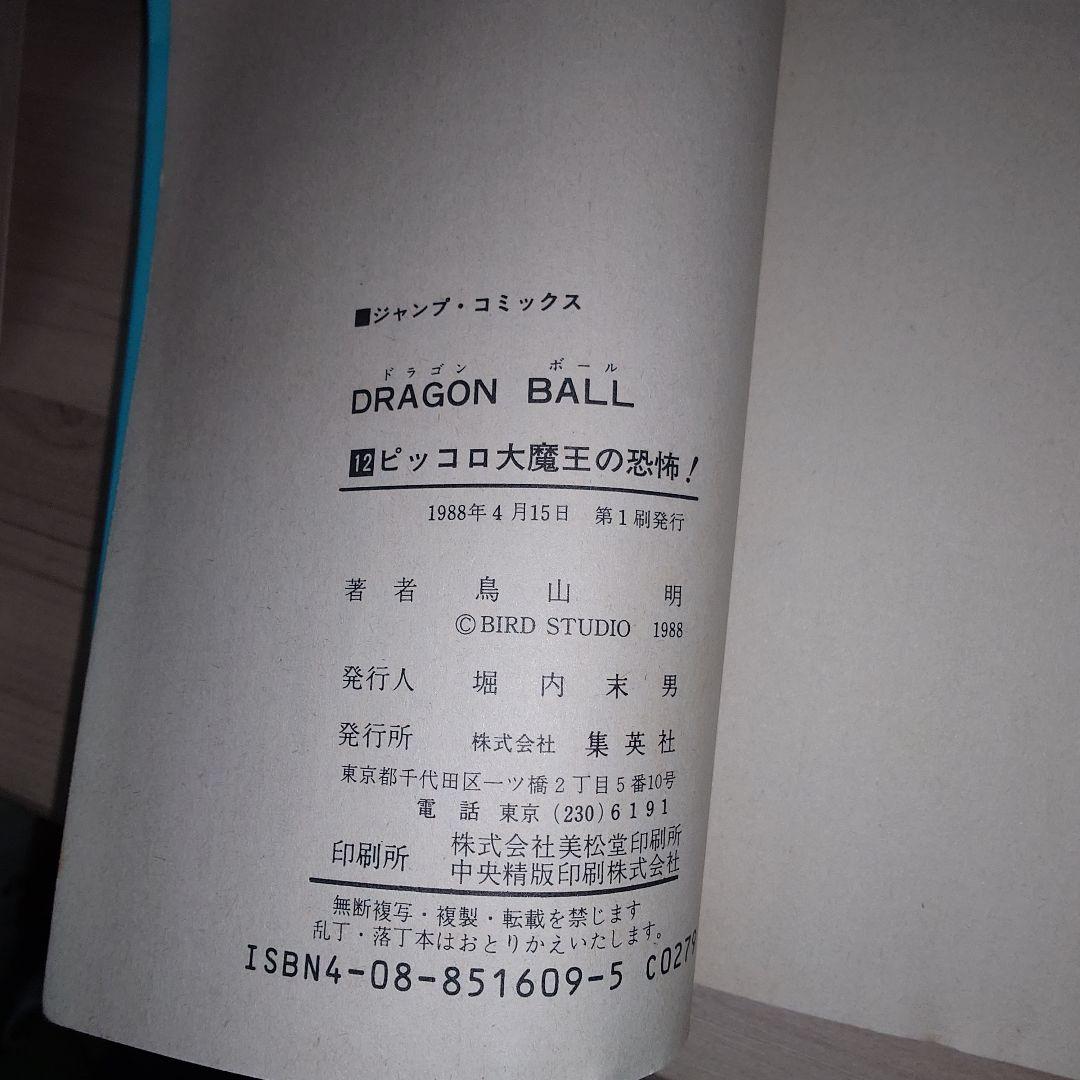 ■ジャンプ・コミックス
ドラゴン ボール
DRAGON BALL
12ピッコロ大魔王の恐怖!
1988年4月15日 第1刷発行
著者 鳥山 明
©BIRD STUDIO 1988
発行人 堀内末男
発行所 株式会社 集英社
東京都千代田区一ツ橋2丁目5番10号
電話 東京(230)6191
印刷所 株式会社美松堂印刷所
中央精版印刷株式会社
無断複写・複製・転載を禁じます
乱丁・落丁本はおとりかえいたします。
ISBN4-08-851609-5 C0279